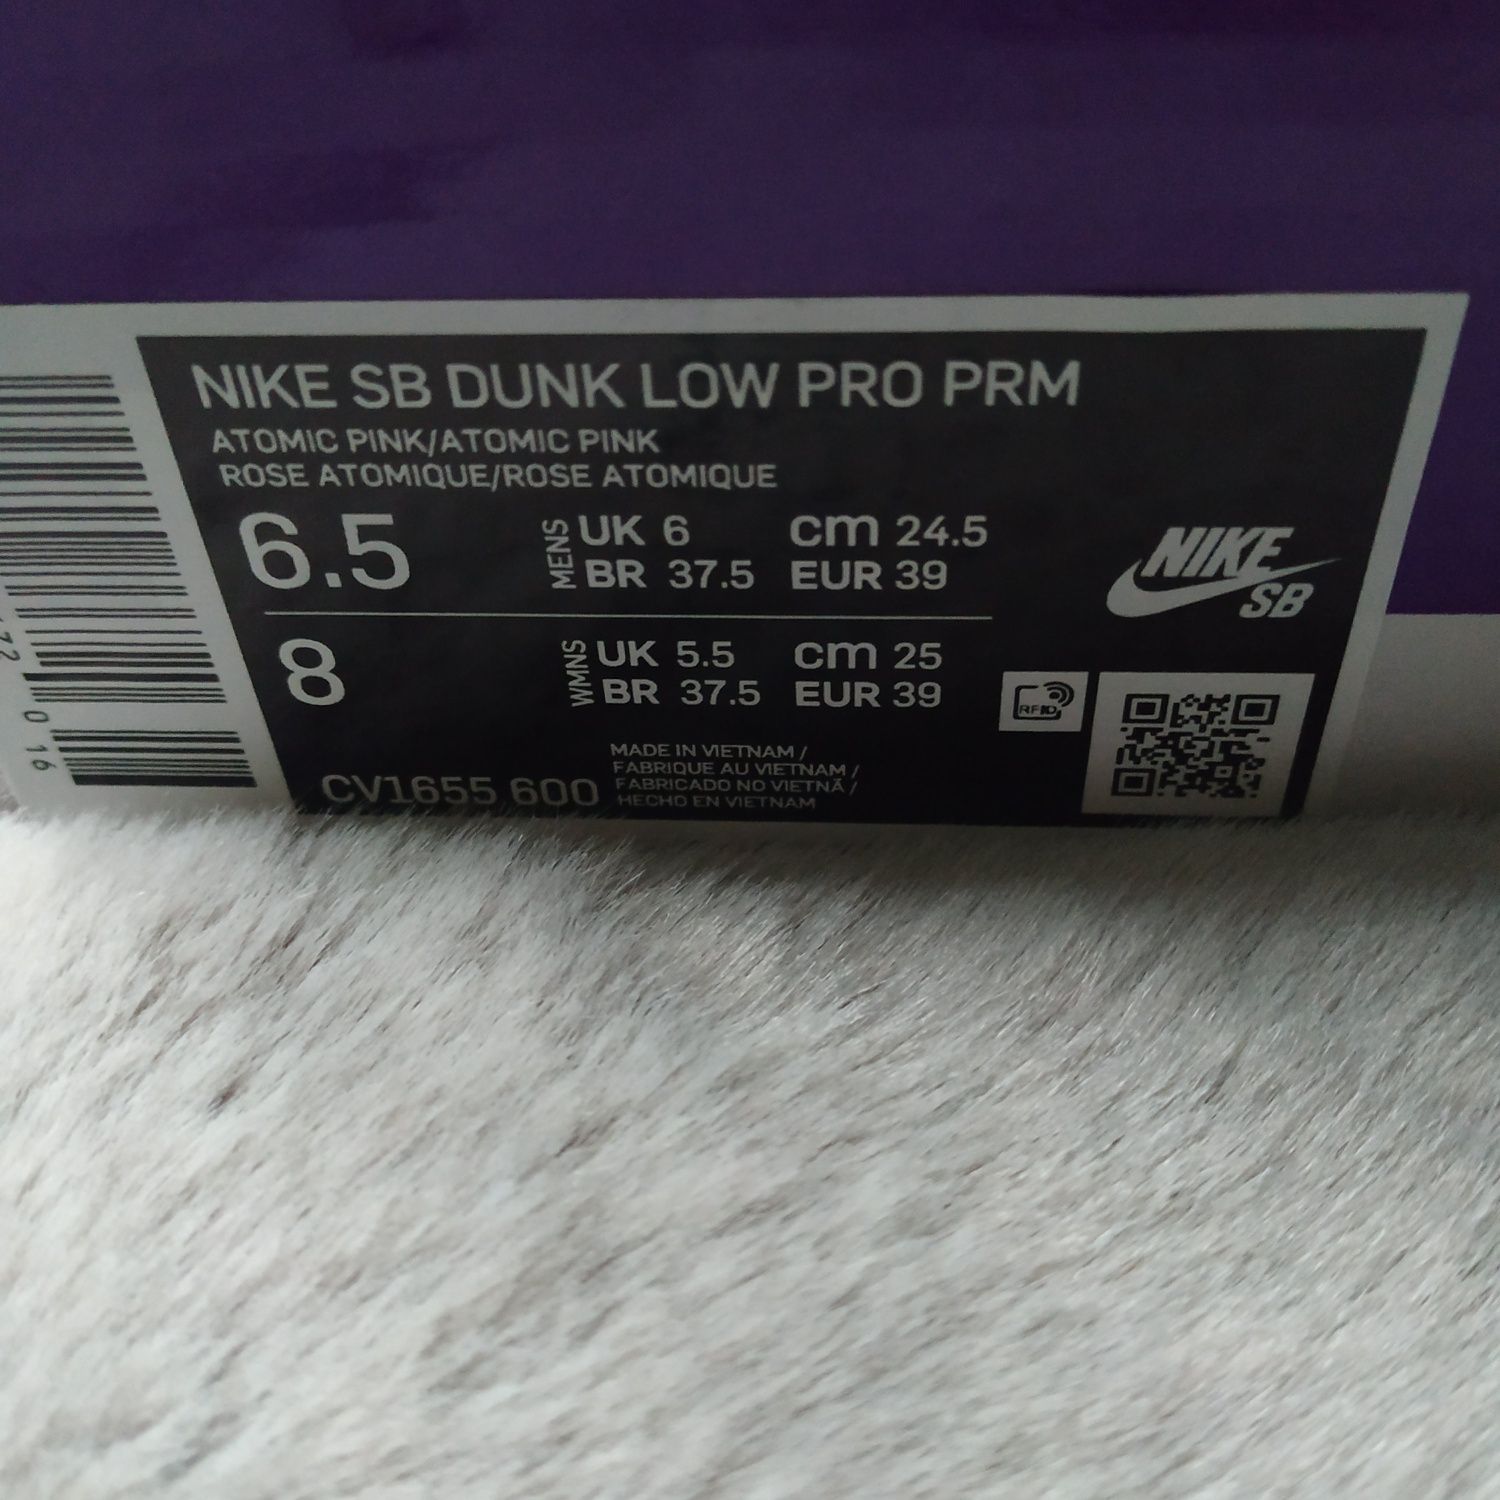 NIKE SB DUNK LOW PRO PRM
ATOMIC PINK/ATOMIC PINK
ROSE ATOMIQUE/ROSE ATOMIQUE
6.5 MENS UK 6 cm 24.5
BR 37.5 EUR 39
8 WMNS UK 5.5 cm 25
BR 37.5 EUR 39
NIKE
SB
RFID
CV1655 600
MADE IN VIETNAM /
FABRIQUE AU VIETNAM /
FABRICADO NO VIETNÃ /
HECHO EN VIETNAM
0 16